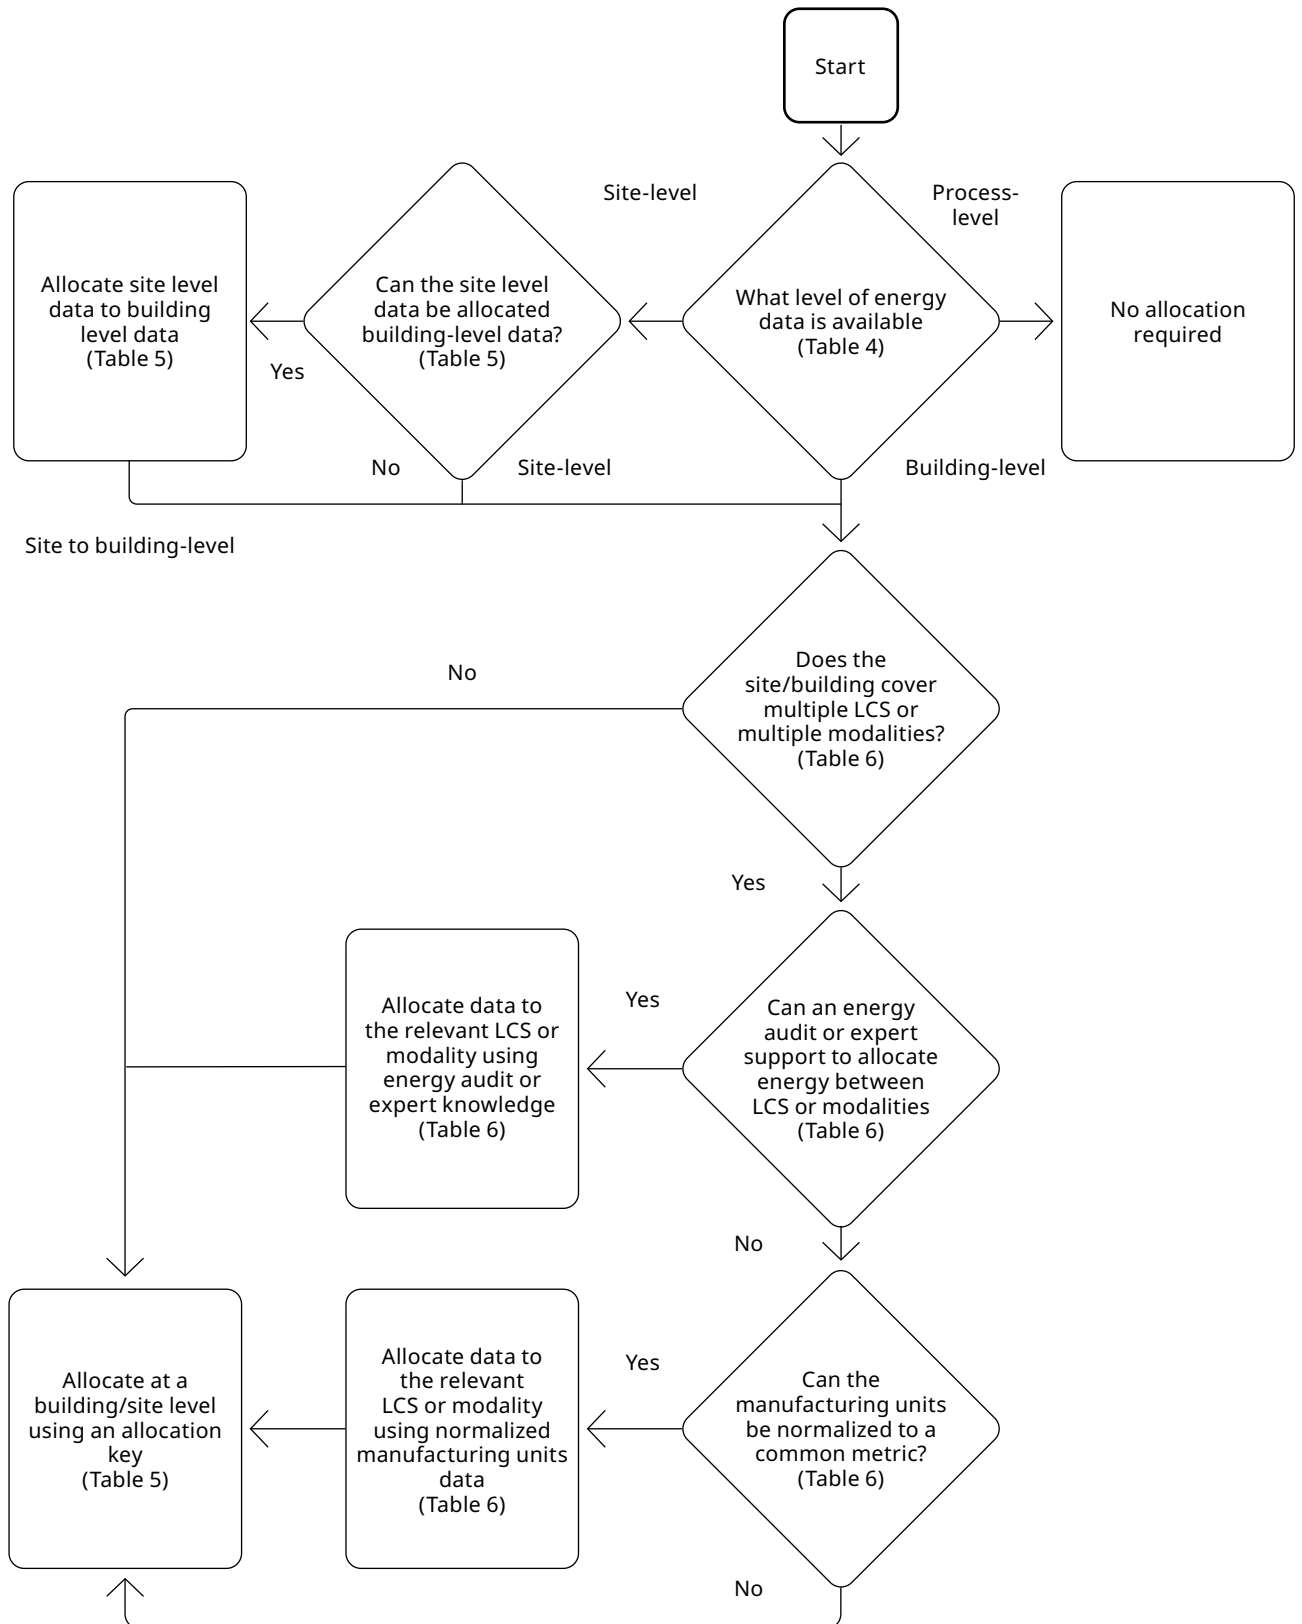 Start
Site-level
Process-
level
Allocate site level
data to building
level data
(Table 5)
Yes
Can the site level
data be allocated
building-level data?
(Table 5)
What level of energy
data is available
(Table 4)
No allocation
required
No
Site-level
Building-level
Site to building-level
Does the
site/building cover
multiple LCS or
multiple modalities?
(Table 6)
No
Yes
Allocate data to
the relevant LCS or
modality using
energy audit or
expert knowledge
(Table 6)
Yes
Can an energy
audit or expert
support to allocate
energy between
LCS or modalities
(Table 6)
No
Allocate at a
building/site level
using an allocation
key
(Table 5)
Allocate data to
the relevant
LCS or modality
using normalized
manufacturing units
data
(Table 6)
Yes
Can the
manufacturing units
be normalized to a
common metric?
(Table 6)
No